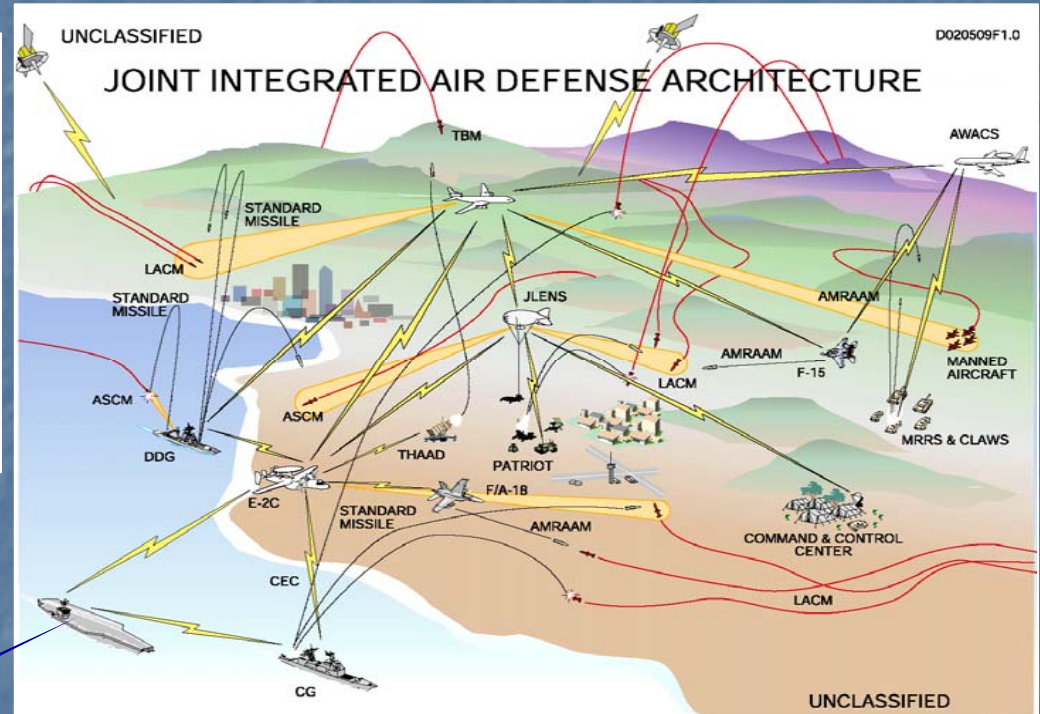 UNCLASSIFIED
D020509F1.0
JOINT INTEGRATED AIR DEFENSE ARCHITECTURE
TBM
AWACS
STANDARD
MISSILE
LACM
STANDARD
MISSILE
JLENS
AMRAAM
AMRAAM
F-15
MANNED
AIRCRAFT
LACM
ASCM
ASCM
MRRS & CLAWS
DDG
THAAD
PATRIOT
E-2C
F/A-18
STANDARD
MISSILE
AMRAAM
COMMAND & CONTROL
CENTER
CEC
LACM
CG
UNCLASSIFIED